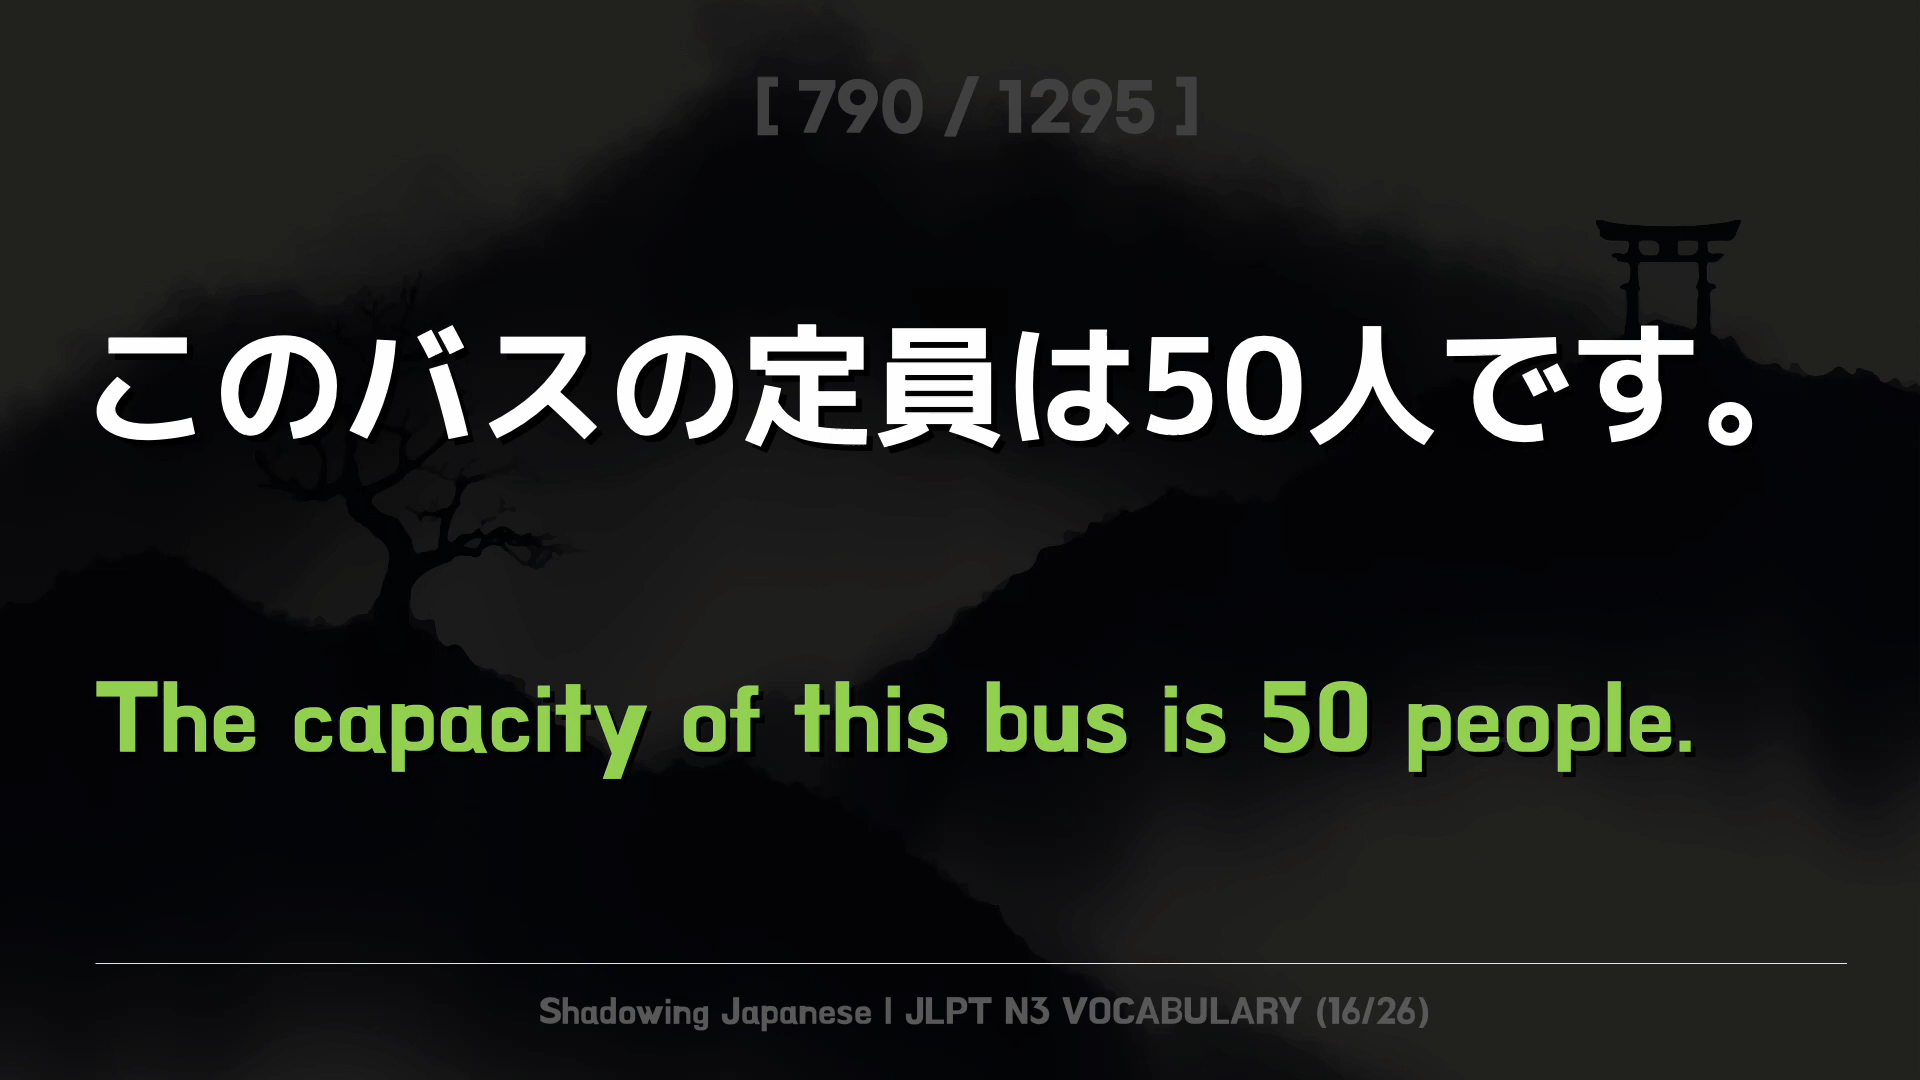 [ 790 / 1295 ]
このバスの定員は50人です。
The capacity of this bus is 50 people.
Shadowing Japanese | JLPT N3 VOCABULARY (16/26)